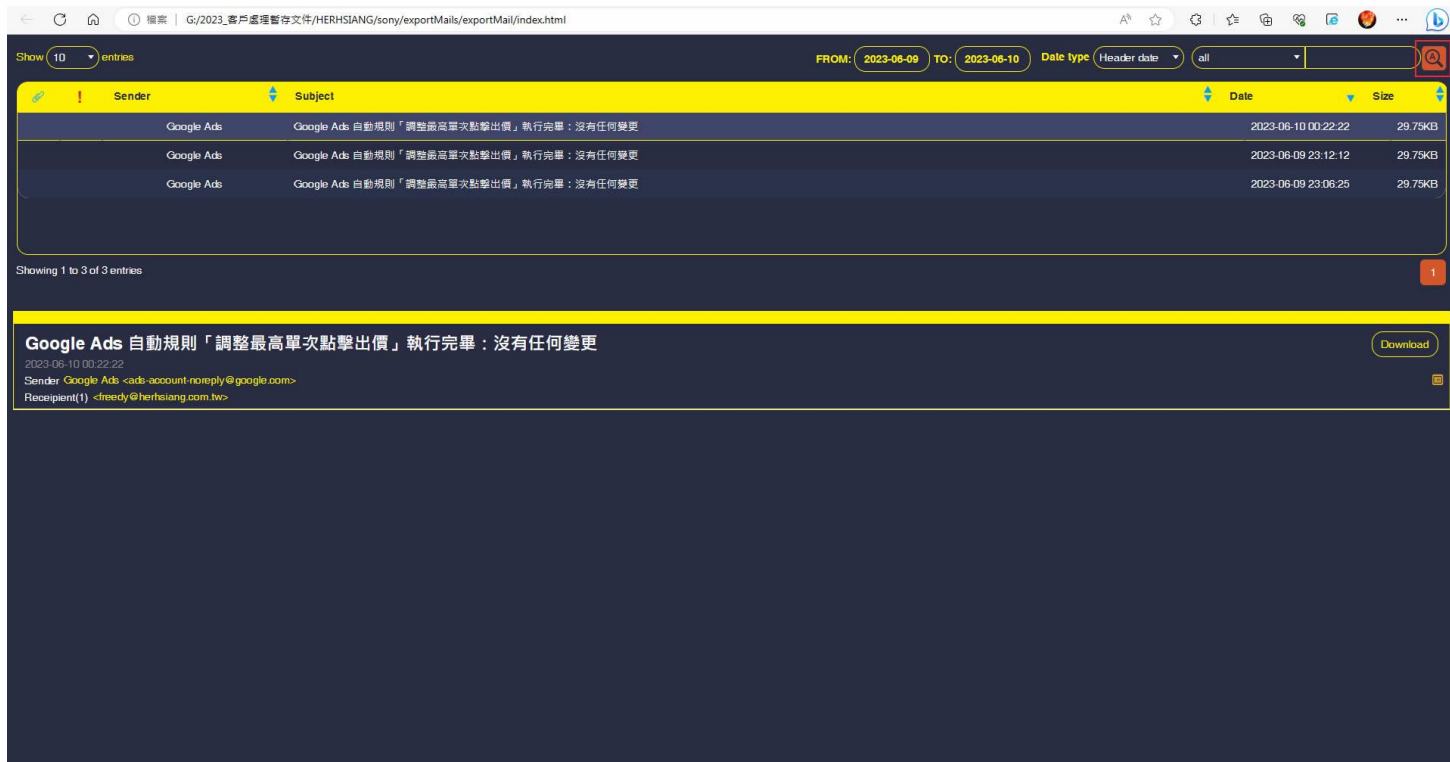 檔案 | G:/2023_客戶處理暫存文件/HERHSIANG/sony/exportMails/exportMail/index.html
Show 10 entries FROM: 2023-06-09 TO: 2023-06-10 Date type Header date all
! Sender Subject Date Size
Google Ads Google Ads 自動規則「調整最高單次點擊出價」執行完畢：沒有任何變更 2023-06-10 00:22:22 29.75KB
Google Ads Google Ads 自動規則「調整最高單次點擊出價」執行完畢：沒有任何變更 2023-06-09 23:12:12 29.75KB
Google Ads Google Ads 自動規則「調整最高單次點擊出價」執行完畢：沒有任何變更 2023-06-09 23:06:25 29.75KB
Showing 1 to 3 of 3 entries 1
Google Ads 自動規則「調整最高單次點擊出價」執行完畢：沒有任何變更 Download
2023-06-10 00:22:22
Sender Google Ads <ads-account-noreply@google.com>
Receipient(1) <freedy@herhsiang.com.tw>